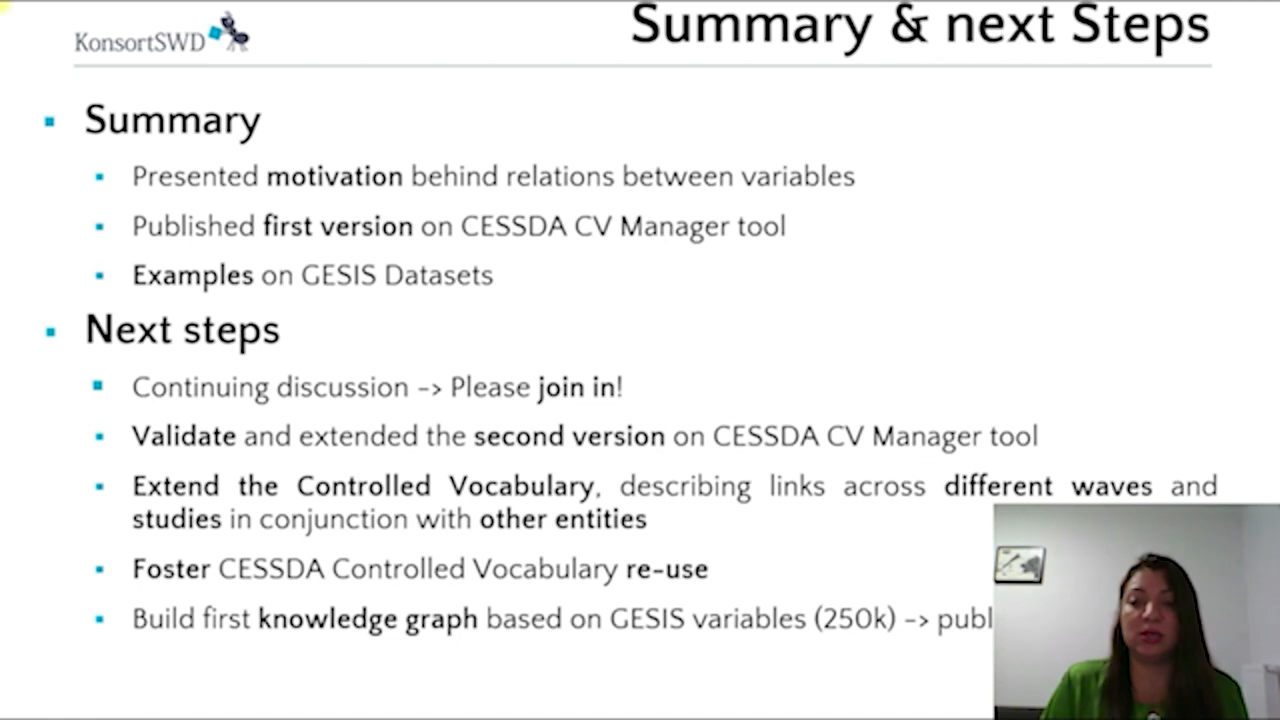 KonsortSWD
Summary & next Steps
Summary
Presented motivation behind relations between variables
Published first version on CESSDA CV Manager tool
Examples on GESIS Datasets
Next steps
Continuing discussion -> Please join in!
Validate and extended the second version on CESSDA CV Manager tool
Extend the Controlled Vocabulary, describing links across different waves and
studies in conjunction with other entities
Foster CESSDA Controlled Vocabulary re-use
Build first knowledge graph based on GESIS variables (250k) -> publ